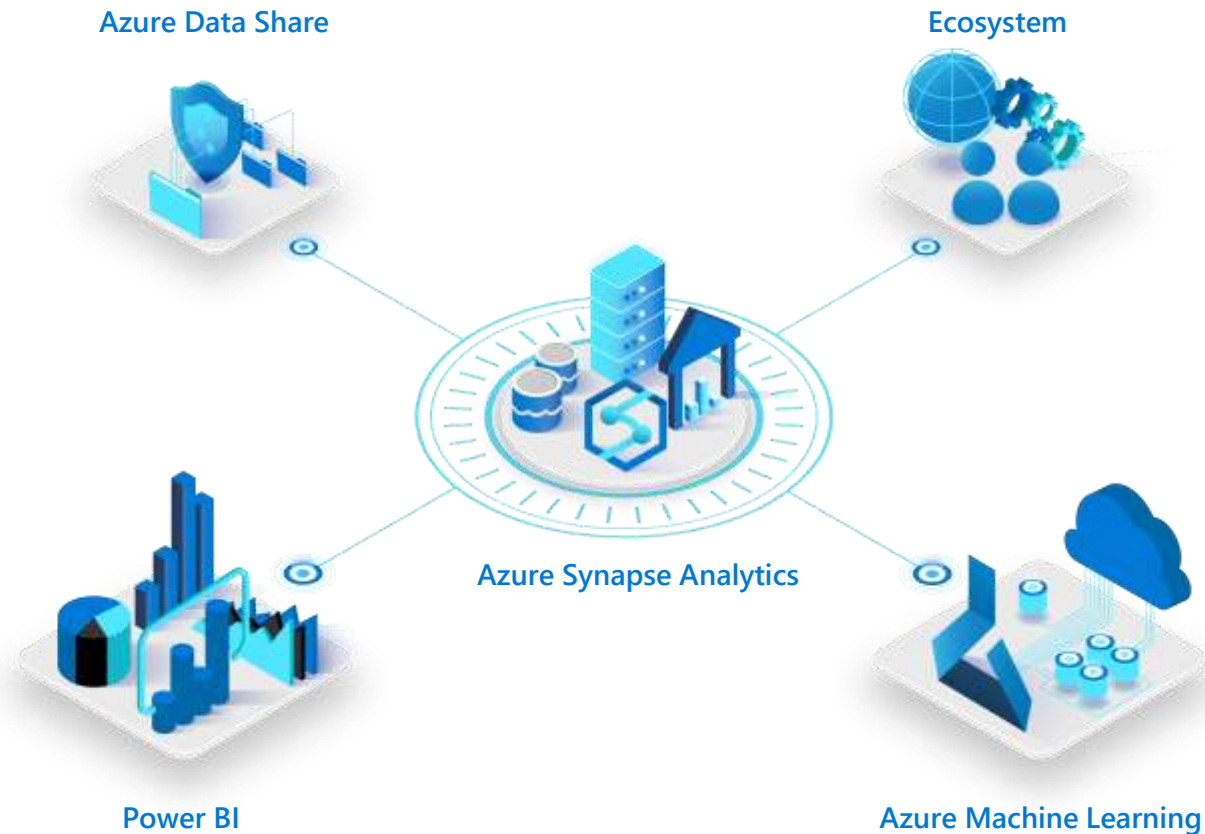 Azure Data Share
Ecosystem
Azure Synapse Analytics
Power BI
Azure Machine Learning